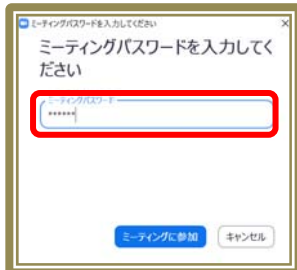 ミーティングパスワードを入力してください
ミーティングパスワードを入力してく
ださい
ミーティングパスワード
******
ミーティングに参加
キャンセル